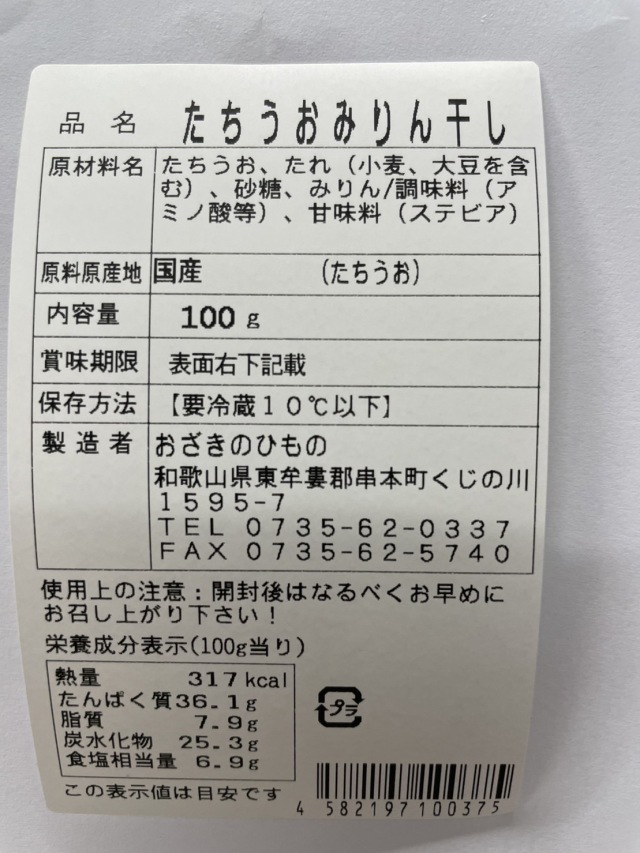 品名 たちうおみりん干し
原材料名 たちうお、たれ（小麦、大豆を含
む）、砂糖、みりん/調味料（ア
ミノ酸等）、甘味料（ステビア）
原料原産地 国産 （たちうお）
内容量 100g
賞味期限 表面右下記載
保存方法 【要冷蔵10℃以下】
製造者 おざきのひもの
和歌山県東牟婁郡串本町くじの川
1595-7
TEL 0735-62-0337
FAX 0735-62-5740
使用上の注意：開封後はなるべくお早めに
お召し上がり下さい！
栄養成分表示(100g当り)
熱量 317kcal
たんぱく質36.1g
脂質 7.9g
炭水化物 25.3g
食塩相当量 6.9g
プラ
この表示値は目安です
4 582197100375